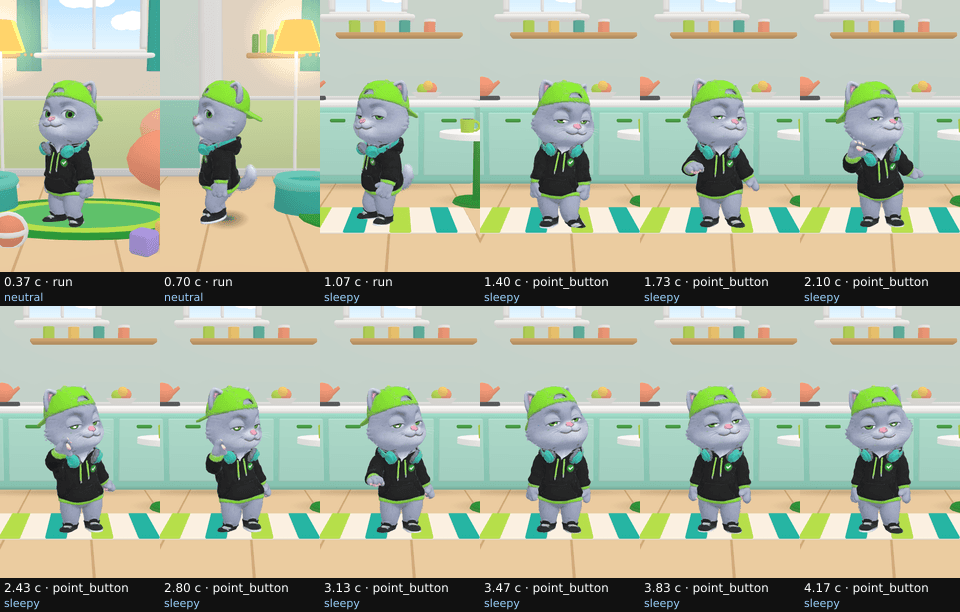 0.37 c · run
neutral
0.70 c · run
neutral
1.07 c · run
sleepy
1.40 c · point_button
sleepy
1.73 c · point_button
sleepy
2.10 c · point_button
sleepy
2.43 c · point_button
sleepy
2.80 c · point_button
sleepy
3.13 c · point_button
sleepy
3.47 c · point_button
sleepy
3.83 c · point_button
sleepy
4.17 c · point_button
sleepy